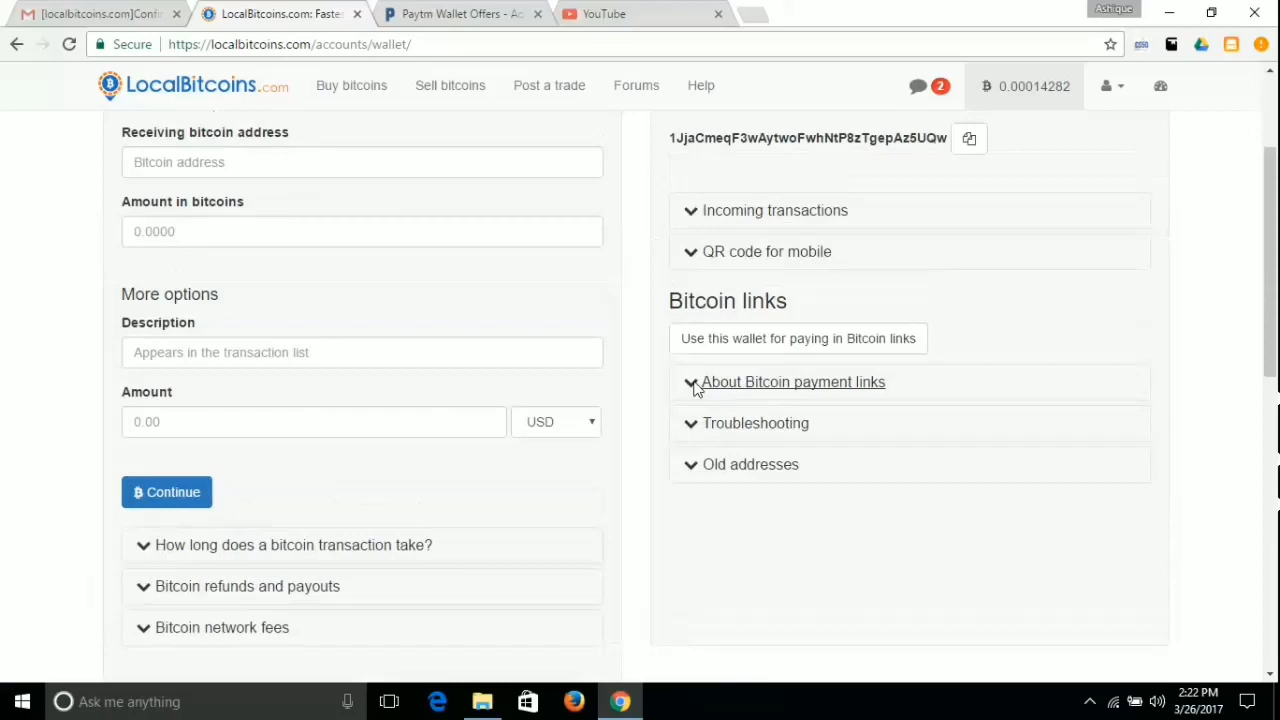 [localbitcoins.com]Confir
LocalBitcoins.com: Fastes
Paytm Wallet Offers - Ad
YouTube
Ashique
Secure
https://localbitcoins.com/accounts/wallet/
LocalBitcoins.com
Buy bitcoins
Sell bitcoins
Post a trade
Forums
Help
2
0.00014282
Receiving bitcoin address
Bitcoin address
Amount in bitcoins
0.0000
More options
Description
Appears in the transaction list
Amount
0.00
USD
Continue
How long does a bitcoin transaction take?
Bitcoin refunds and payouts
Bitcoin network fees
1JjaCmeqF3wAytwoFwhNtP8zTgepAz5UQw
Incoming transactions
QR code for mobile
Bitcoin links
Use this wallet for paying in Bitcoin links
About Bitcoin payment links
Troubleshooting
Old addresses
Ask me anything
2:22 PM
3/26/2017